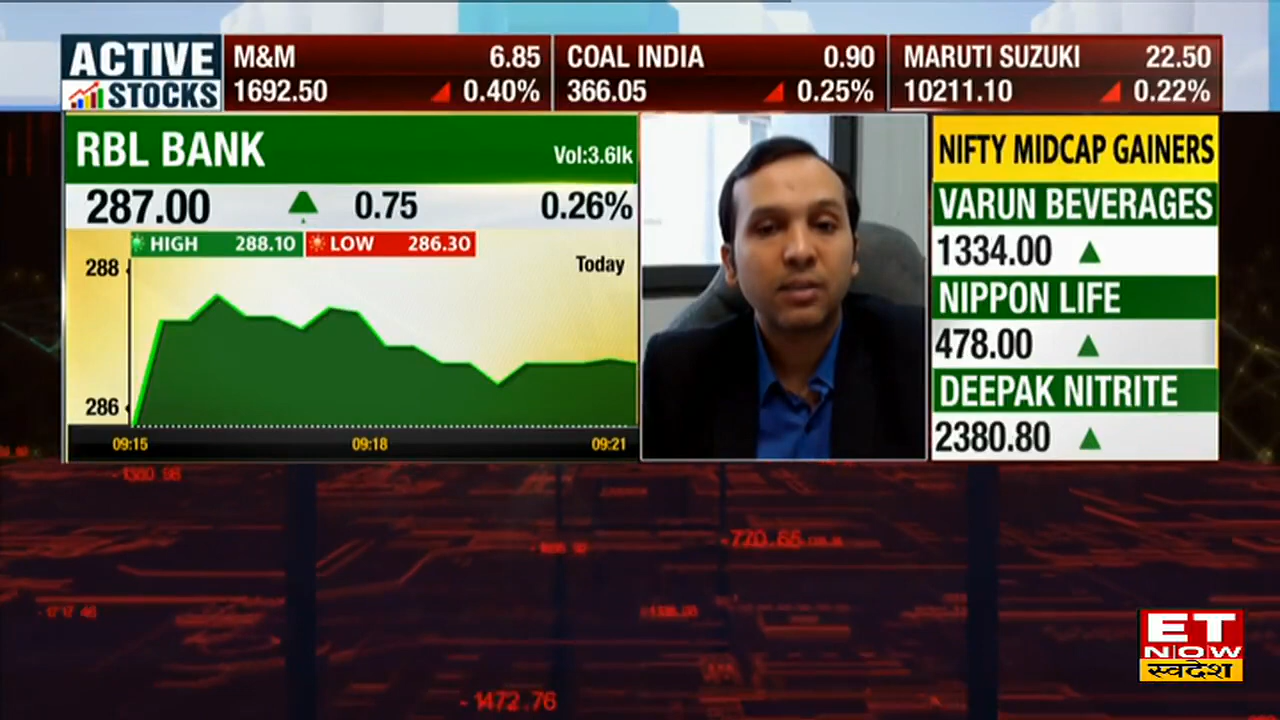 ACTIVE
STOCKS
M&M 6.85
1692.50 0.40%
COAL INDIA 0.90
366.05 0.25%
MARUTI SUZUKI 22.50
10211.10 0.22%
RBL BANK Vol:3.6lk
287.00 0.75 0.26%
HIGH 288.10 LOW 286.30
Today
288
286
09:15 09:18 09:21
NIFTY MIDCAP GAINERS
VARUN BEVERAGES
1334.00
NIPPON LIFE
478.00
DEEPAK NITRITE
2380.80
-770.65
-1472.76
ET
NOW
स्वदेश